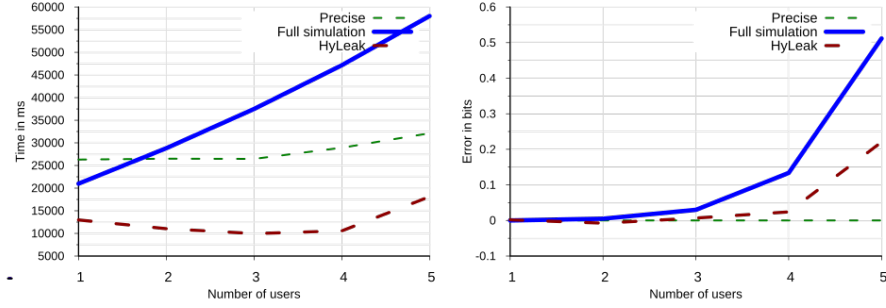 60000
55000
50000
45000
40000
35000
30000
25000
20000
15000
10000
5000
Time in ms
Precise
Full simulation
HyLeak
1 2 3 4 5
Number of users
0.6
0.5
0.4
0.3
0.2
0.1
0
-0.1
Error in bits
Precise
Full simulation
HyLeak
1 2 3 4 5
Number of users